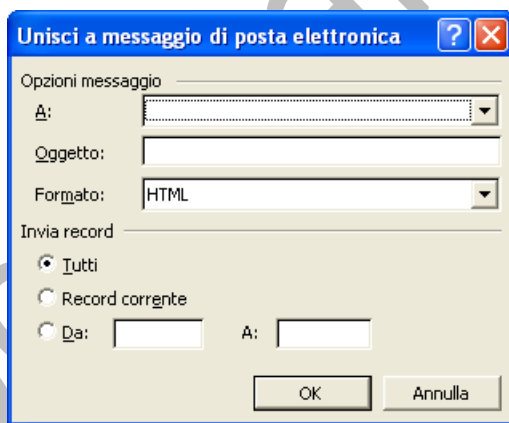 Unisci a messaggio di posta elettronica
Opzioni messaggio
A:
Oggetto:
Formato: HTML
Invia record
Tutti
Record corrente
Da: A:
OK Annulla